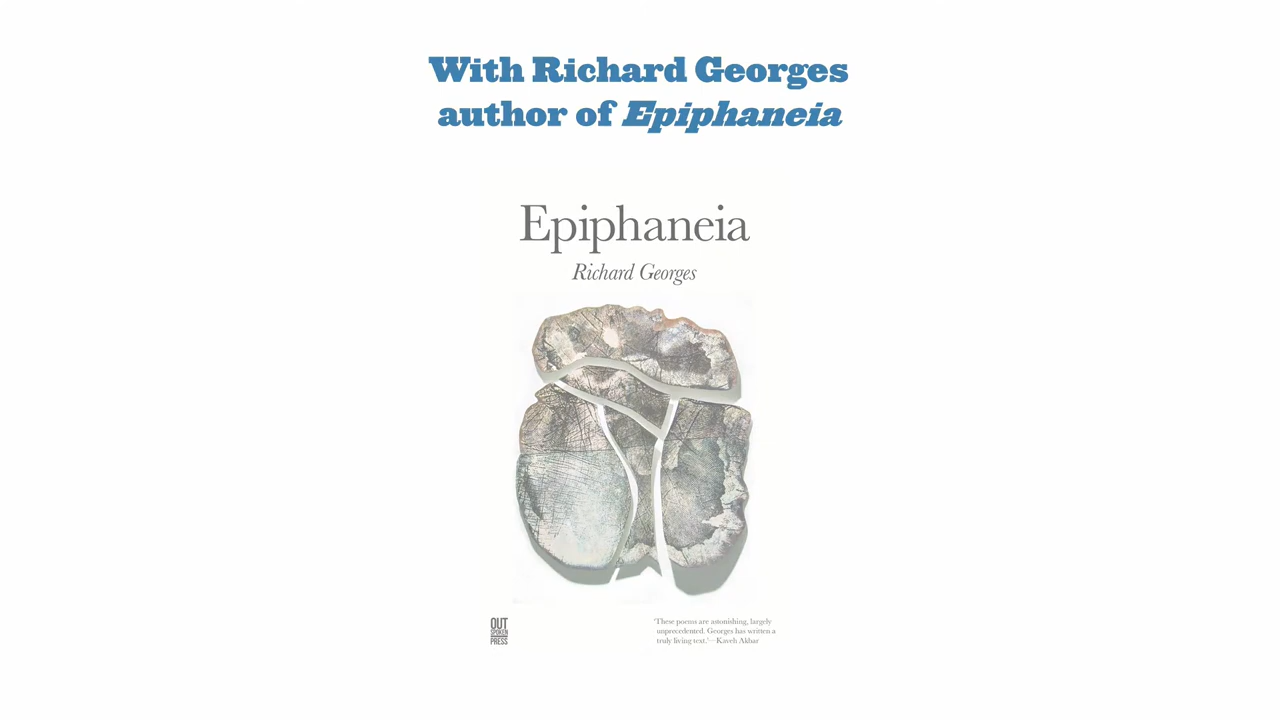 With Richard Georges
author of Epiphaneia
Epiphaneia
Richard Georges
OUT
SPOKEN
PRESS
'These poems are astonishing, largely
unprecedented. Georges has written a
truly living text.'—Kaveh Akbar